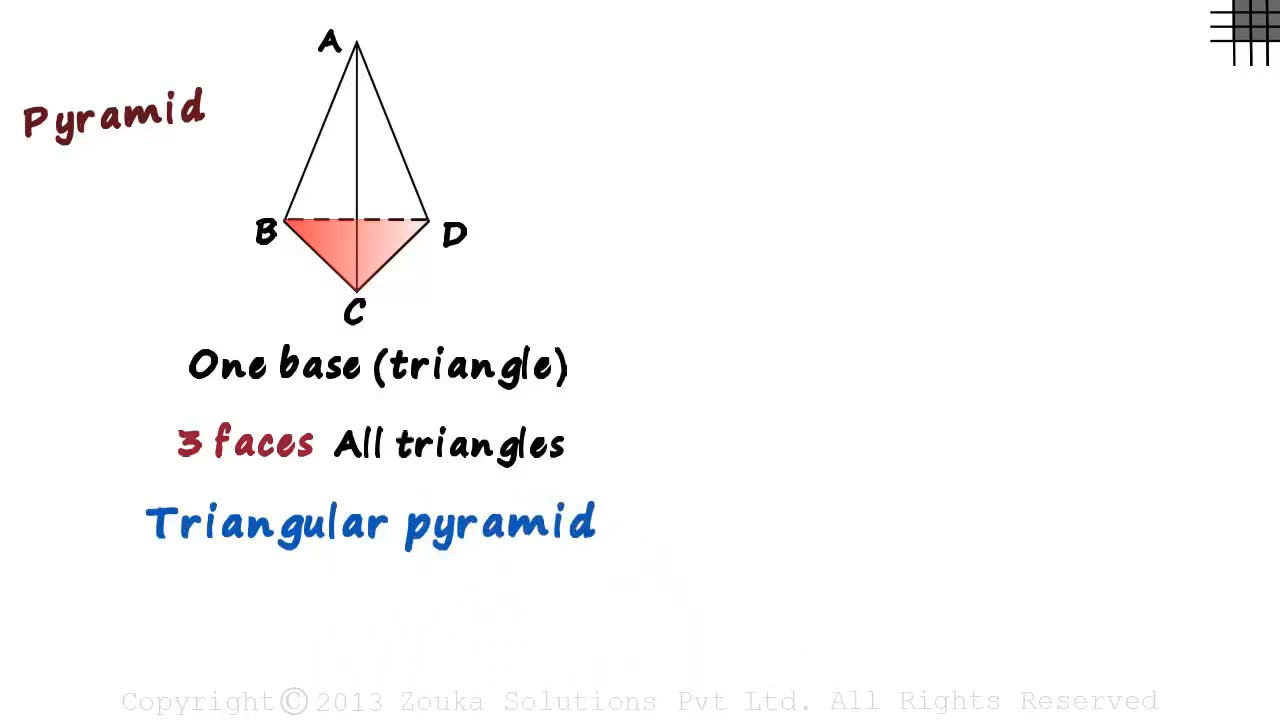 A
Pyramid
B
D
C
One base (triangle)
3 faces All triangles
Triangular pyramid
Copyright© 2013 Zouka Solutions Pvt Ltd. All Rights Reserved